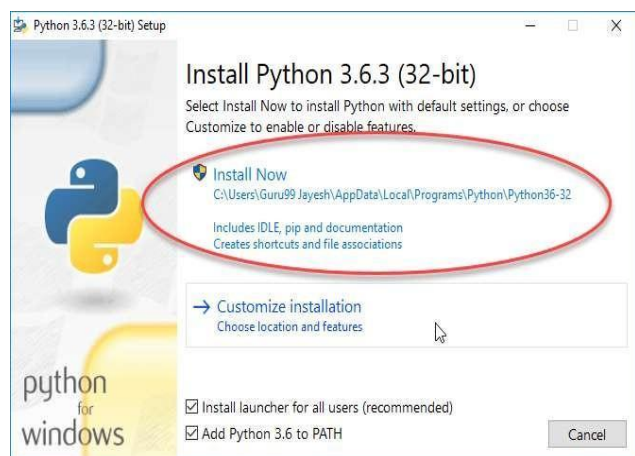 Python 3.6.3 (32-bit) Setup
Install Python 3.6.3 (32-bit)
Select Install Now to install Python with default settings, or choose
Customize to enable or disable features.
Install Now
C:\Users\Guru99 Jayesh\AppData\Local\Programs\Python\Python36-32
Includes IDLE, pip and documentation
Creates shortcuts and file associations
→ Customize installation
Choose location and features
python
for
windows
Install launcher for all users (recommended)
Add Python 3.6 to PATH
Cancel